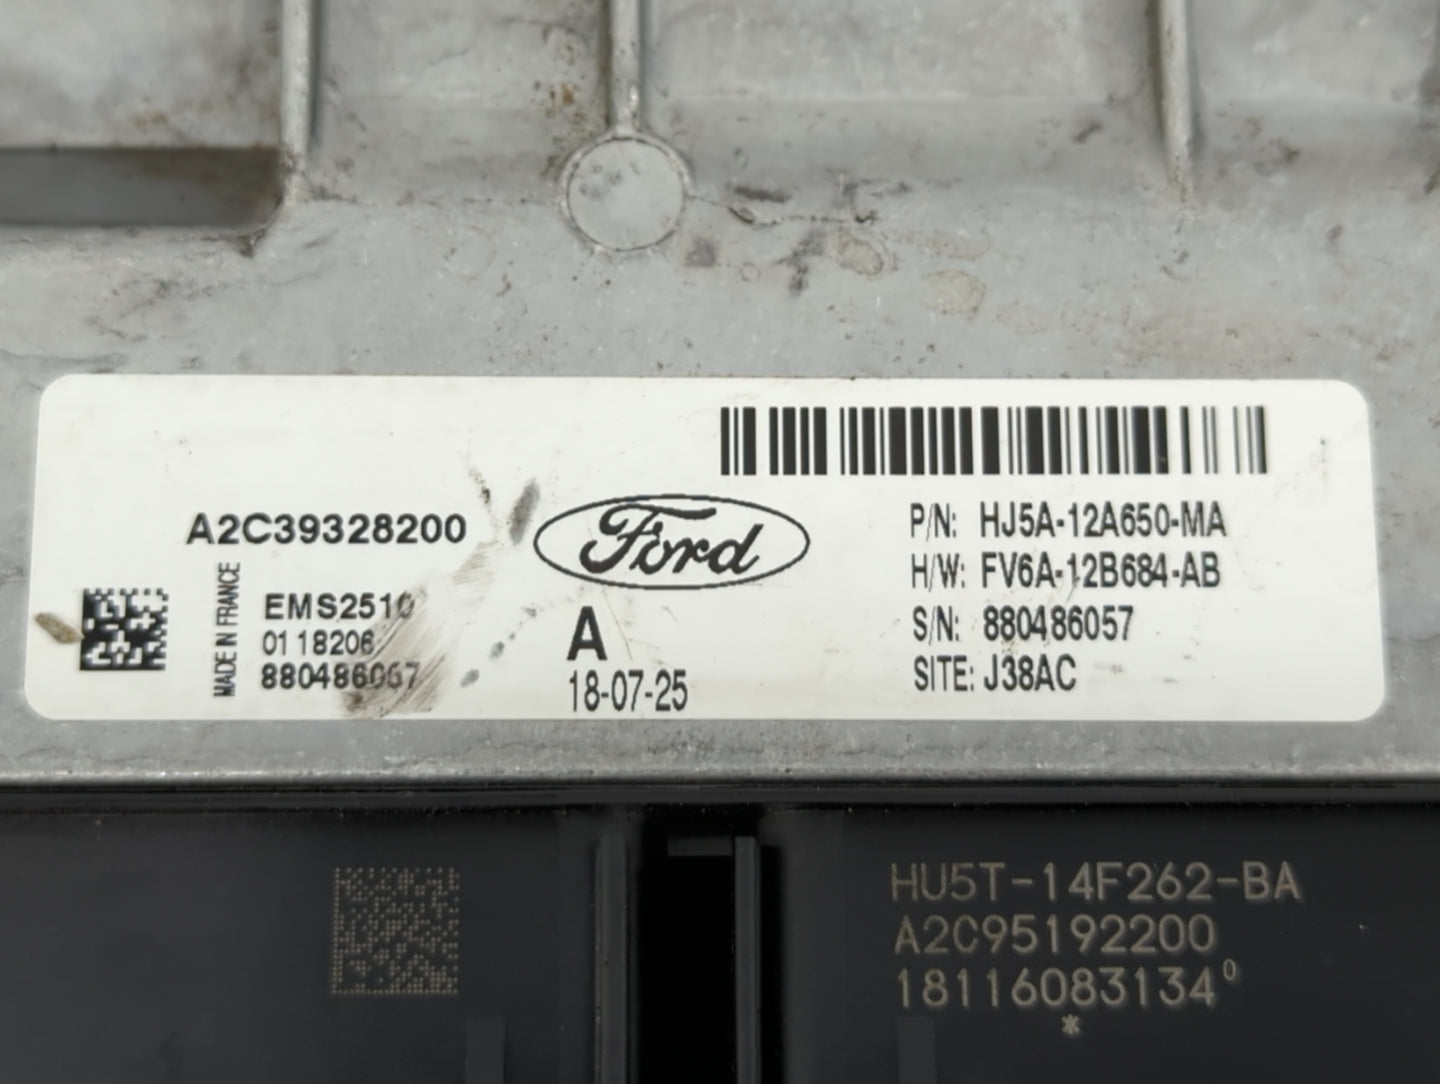 A2C39328200
MADE IN FRANCE
EMS2510
01 18206
880486057
Ford
A
18-07-25
P/N: HJ5A-12A650-MA
H/W: FV6A-12B684-AB
S/N: 880486057
SITE: J38AC
HU5T-14F262-BA
A2C95192200
181160831340
*